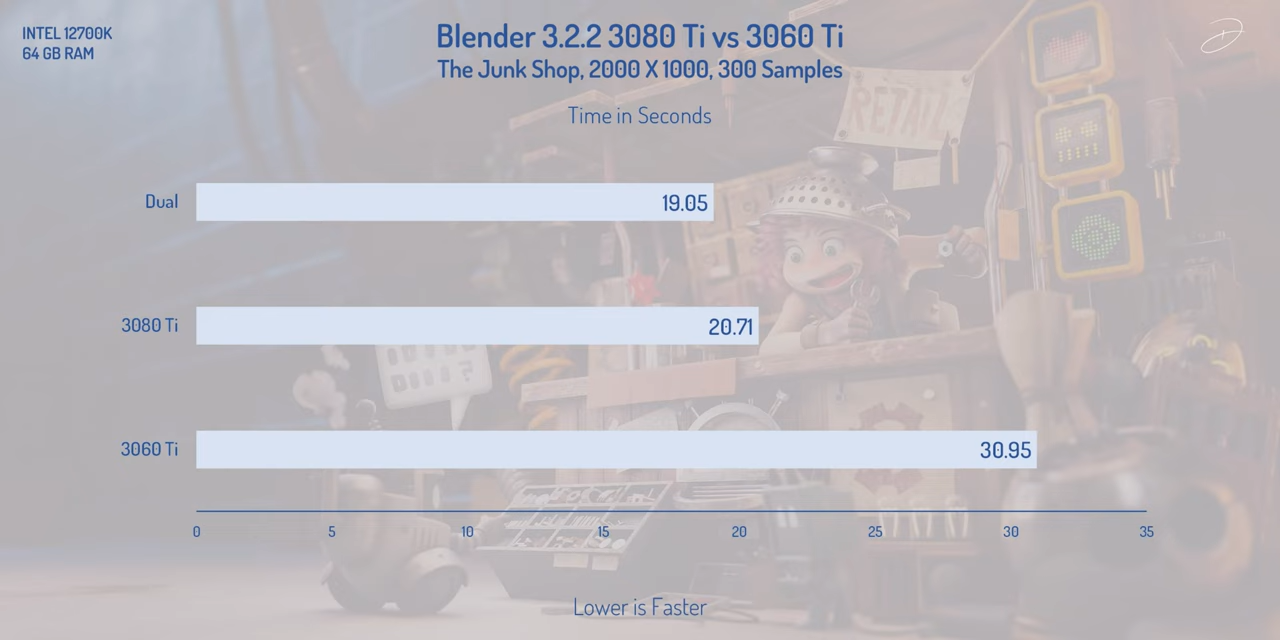 INTEL 12700K
64 GB RAM
Blender 3.2.2 3080 Ti vs 3060 Ti
The Junk Shop, 2000 X 1000, 300 Samples
Time in Seconds
RETAIL
Dual
19.05
3080 Ti
20.71
3060 Ti
30.95
0 5 10 15 20 25 30 35
Lower is Faster